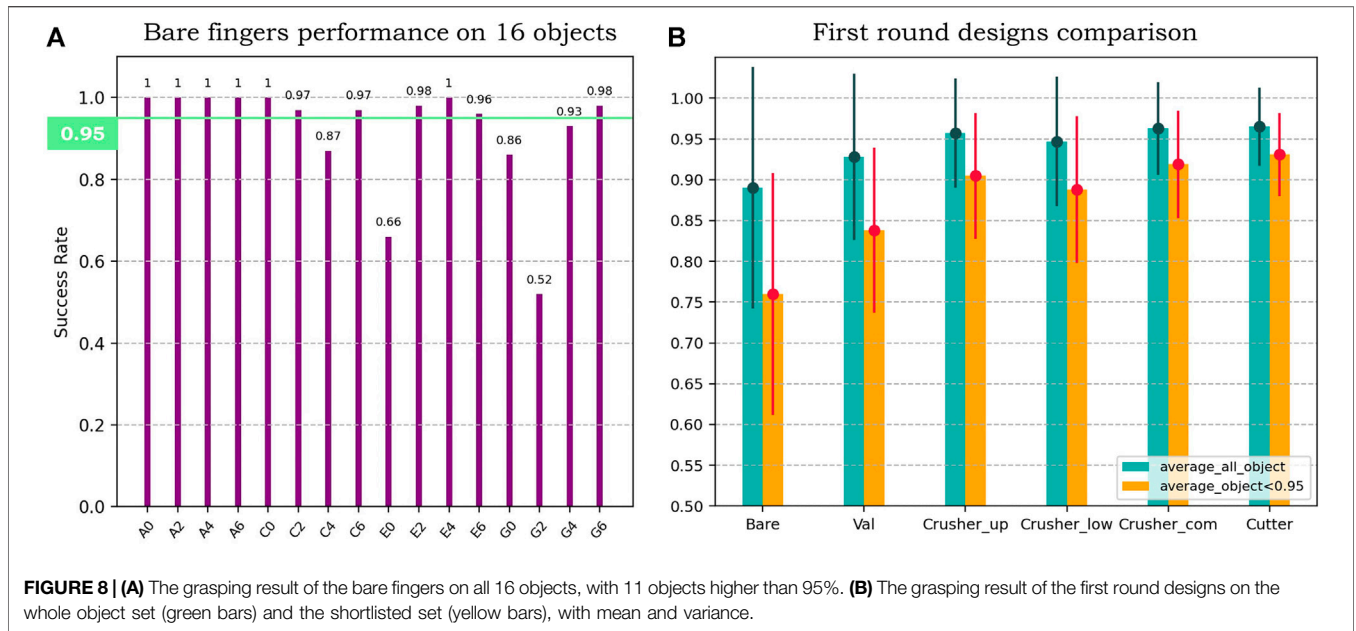 A Bare fingers performance on 16 objects
Success Rate
1.0
0.95
0.8
0.6
0.4
0.2
0.0
1 1 1 1 1 0.97 0.87 0.97 0.66 0.98 1 0.96 0.86 0.52 0.93 0.98
A0 A2 A4 A6 C0 C2 C4 C6 E0 E2 E4 E6 G0 G2 G4 G6
B First round designs comparison
1.00
0.95
0.90
0.85
0.80
0.75
0.70
0.65
0.60
0.55
0.50
average_all_object
average_object<0.95
Bare Val Crusher_up Crusher_low Crusher_com Cutter
FIGURE 8 | (A) The grasping result of the bare fingers on all 16 objects, with 11 objects higher than 95%. (B) The grasping result of the first round designs on the
whole object set (green bars) and the shortlisted set (yellow bars), with mean and variance.